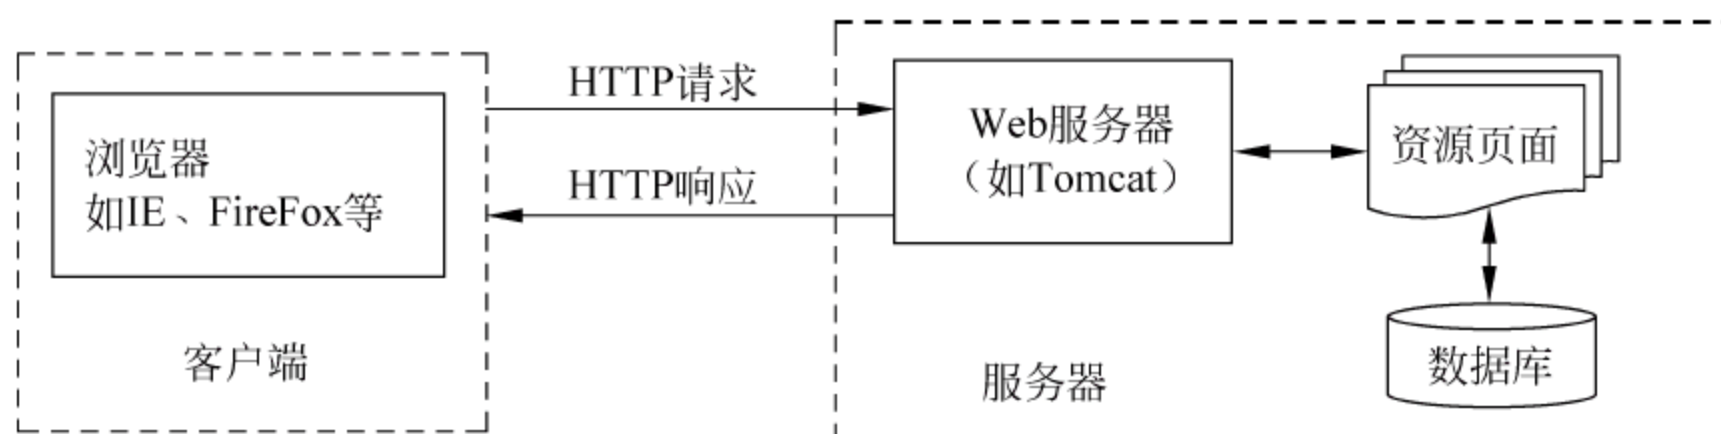 浏览器
如IE、FireFox等
客户端
HTTP请求
HTTP响应
Web服务器
（如Tomcat）
资源页面
数据库
服务器